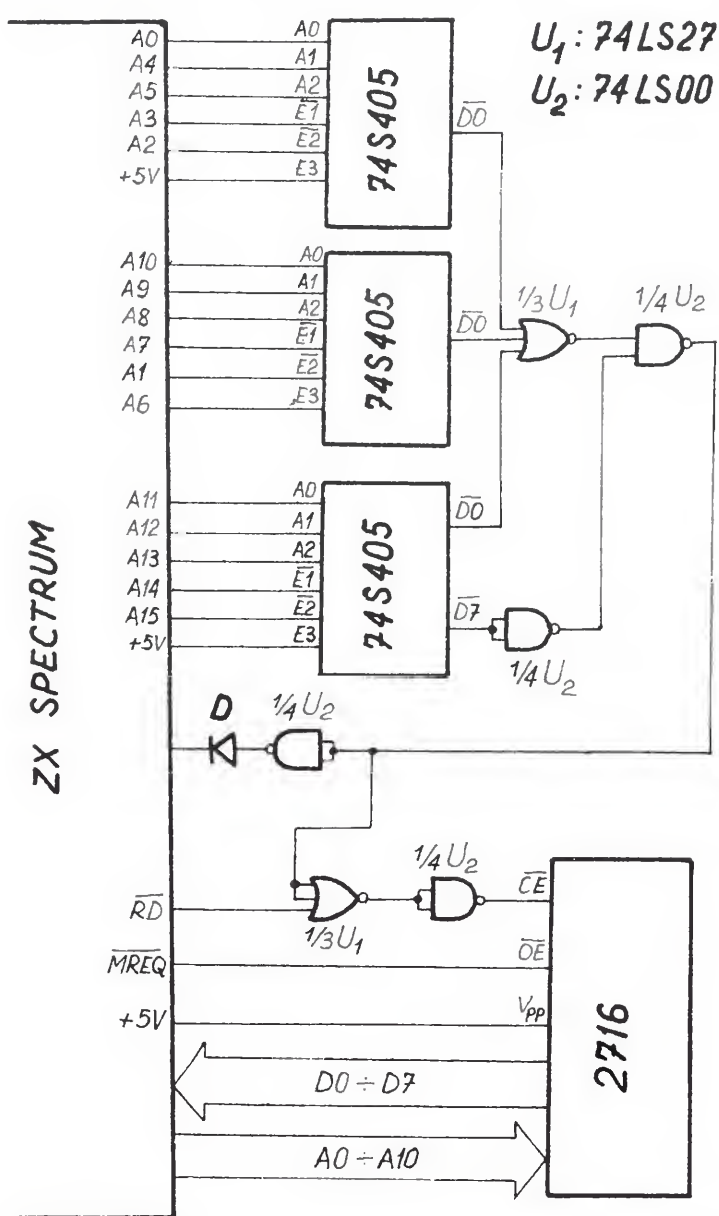 U1: 74LS27
U2: 74LS00
ZX SPECTRUM
A0
A4
A5
A3
A2
+5V
A0
A1
A2
E1
E2
E3
74S405
D0
A10
A9
A8
A7
A1
A6
A0
A1
A2
E1
E2
E3
74S405
D0
1/3 U1
1/4 U2
A11
A12
A13
A14
A15
+5V
A0
A1
A2
E1
E2
E3
74S405
D0
D7
1/4 U2
D
1/4 U2
RD
1/3 U1
1/4 U2
CE
MREQ
OE
+5V
VPP
2716
D0 ÷ D7
A0 ÷ A10